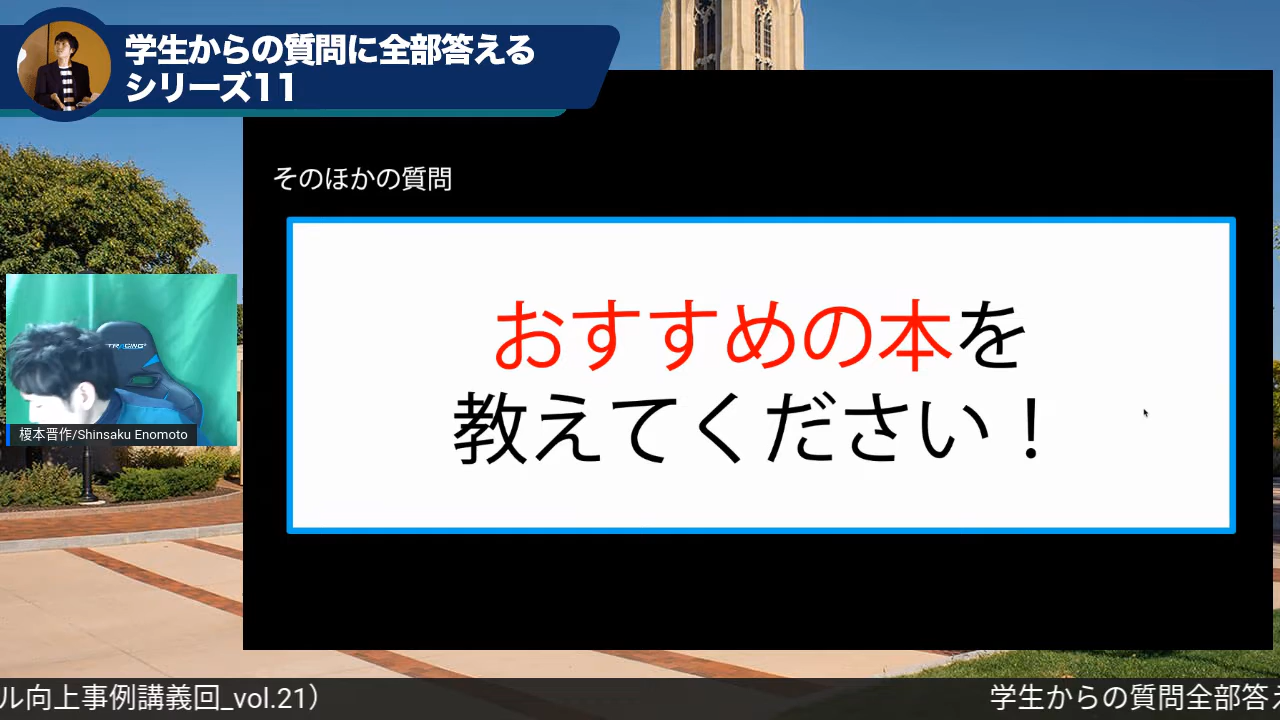 学生からの質問に全部答える
シリーズ11
そのほかの質問
おすすめの本を
教えてください！
榎本晋作/Shinsaku Enomoto
ル向上事例講義回_vol.21）
学生からの質問全部答え